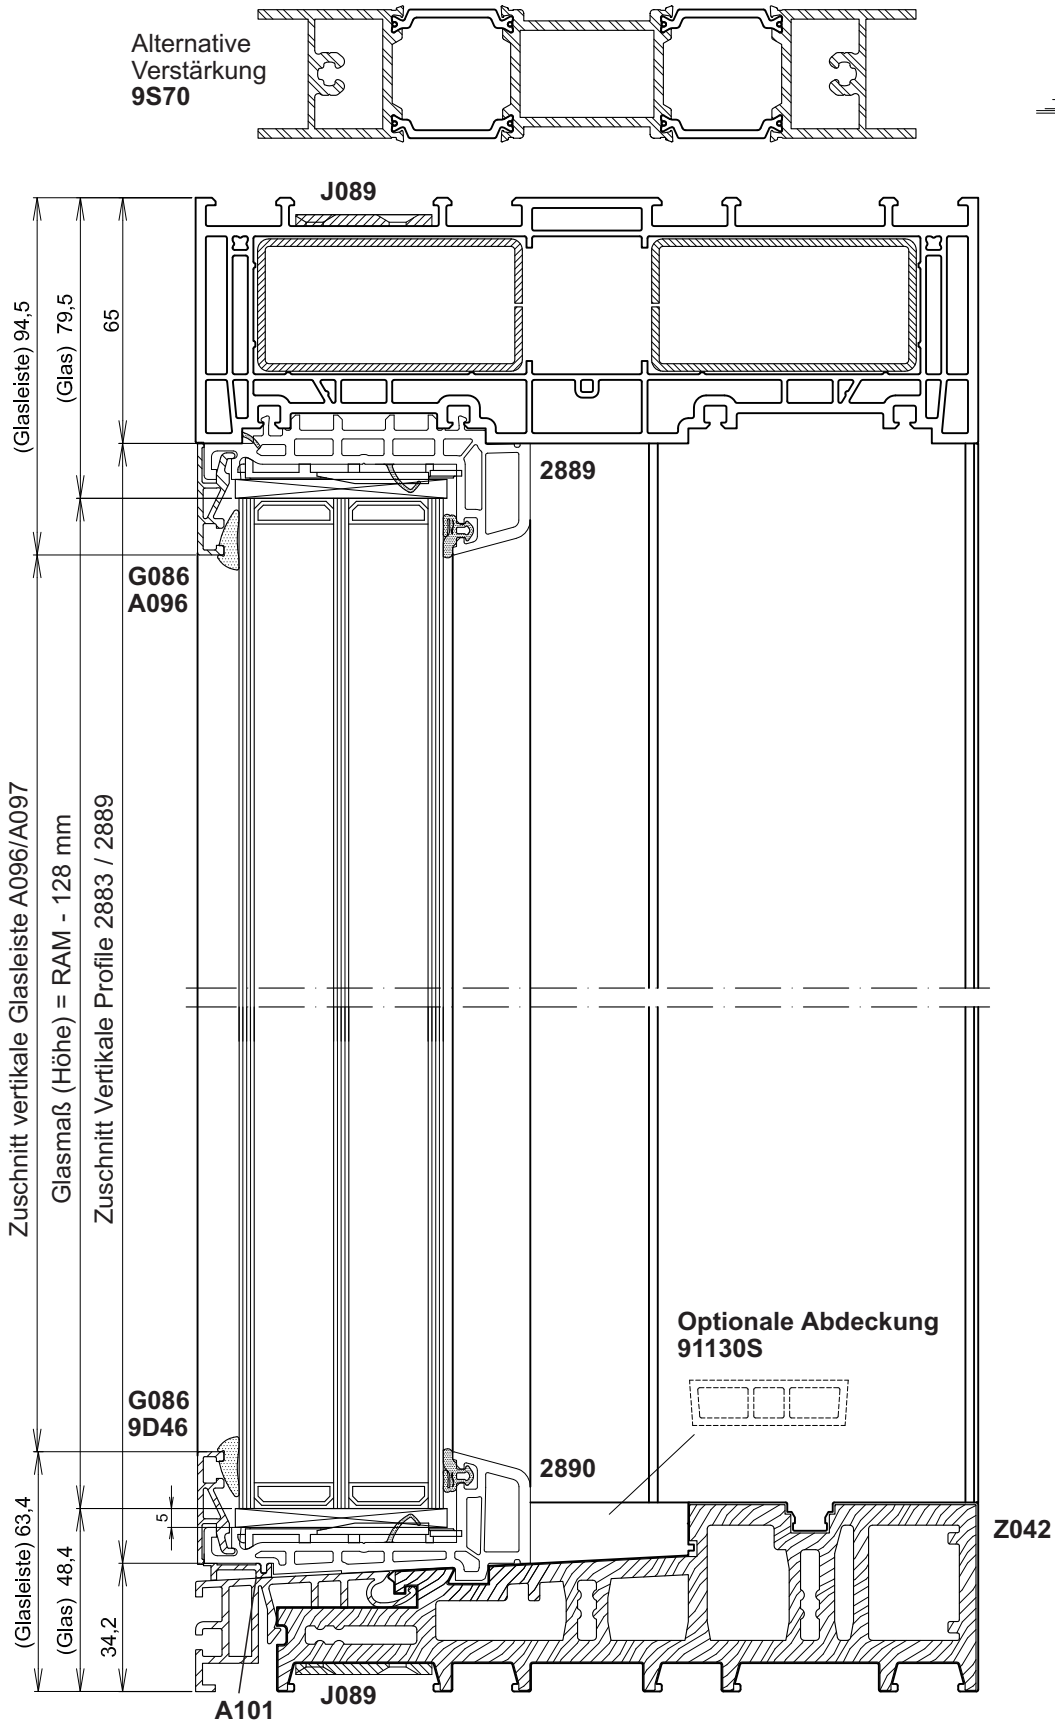 Alternative
Verstärkung
9S70
J089
(Glasleiste) 94,5
(Glas) 79,5
65
2889
G086
A096
Zuschnitt vertikale Glasleiste A096/A097
Glasmaß (Höhe) = RAM - 128 mm
Zuschnitt Vertikale Profile 2883 / 2889
Optionale Abdeckung
91130S
G086
9D46
2890
5
Z042
(Glasleiste) 63,4
(Glas) 48,4
34,2
J089
A101